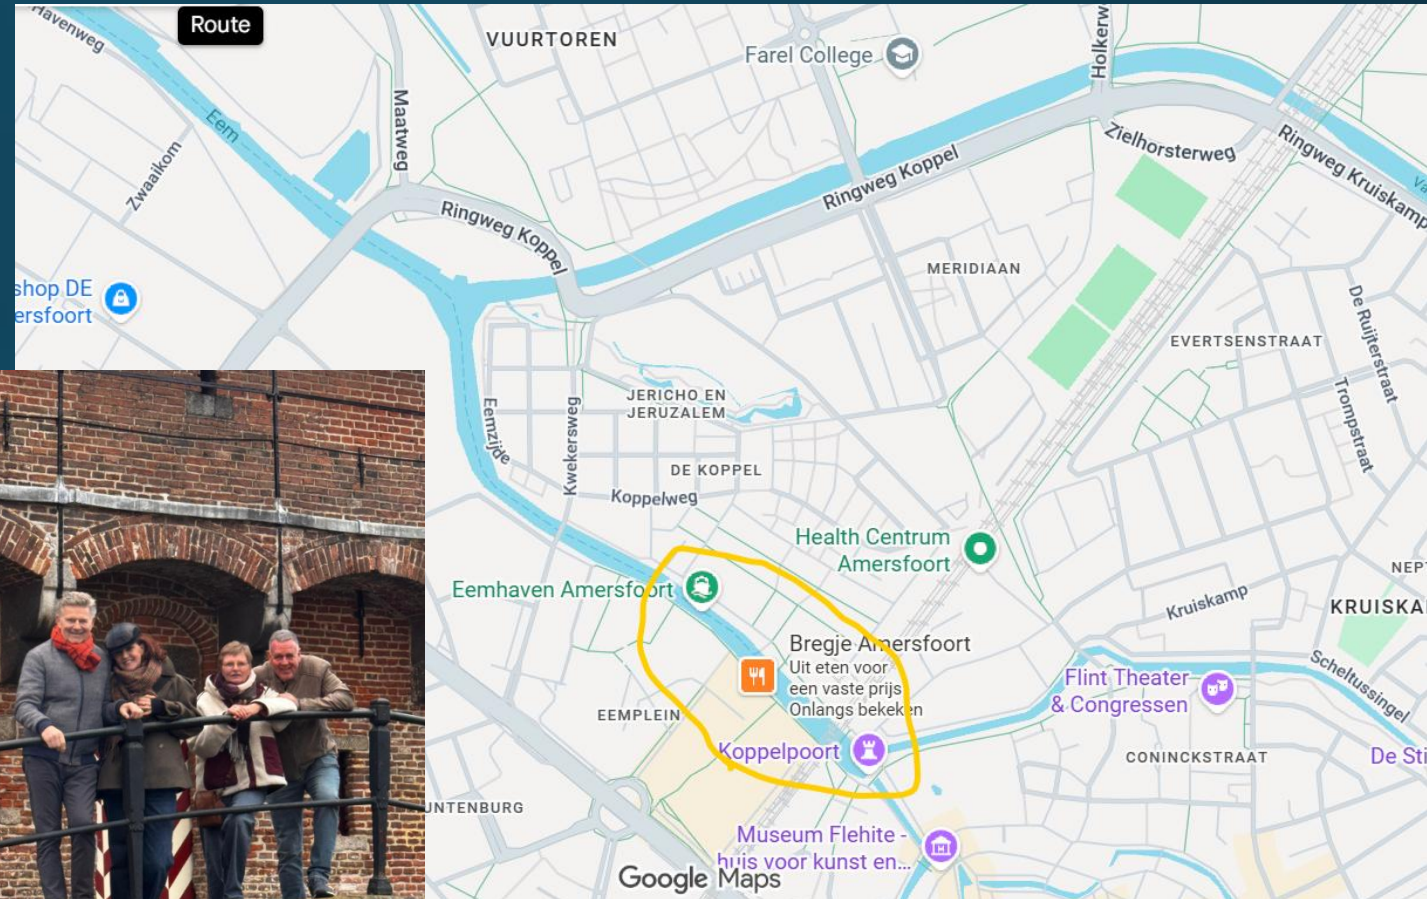 Route
Havenweg
VUURTOREN
Farel College
Holkerw
Maatweg
Eem
Zwaaikom
Zielhorsterweg
Ringweg Koppel
Ringweg Kruiskamp
Va
Ringweg Koppel
MERIDIAAN
shop DE
ersfoort
De Ruijterstraat
EVERTSENSTRAAT
Trompstraat
JERICHO EN
JERUZALEM
Eemzijde
Kwekersweg
DE KOPPEL
Koppelweg
Health Centrum
Amersfoort
Eemhaven Amersfoort
NEPT
Kruiskamp
KRUISKA
Bregje Amersfoort
Uit eten voor
een vaste prijs
Onlangs bekeken
Flint Theater
& Congressen
Scheltussingel
EEMPLEIN
Koppelpoort
CONINCKSTRAAT
De Sti
UNTENBURG
Museum Flehite -
huis voor kunst en...
Google Maps